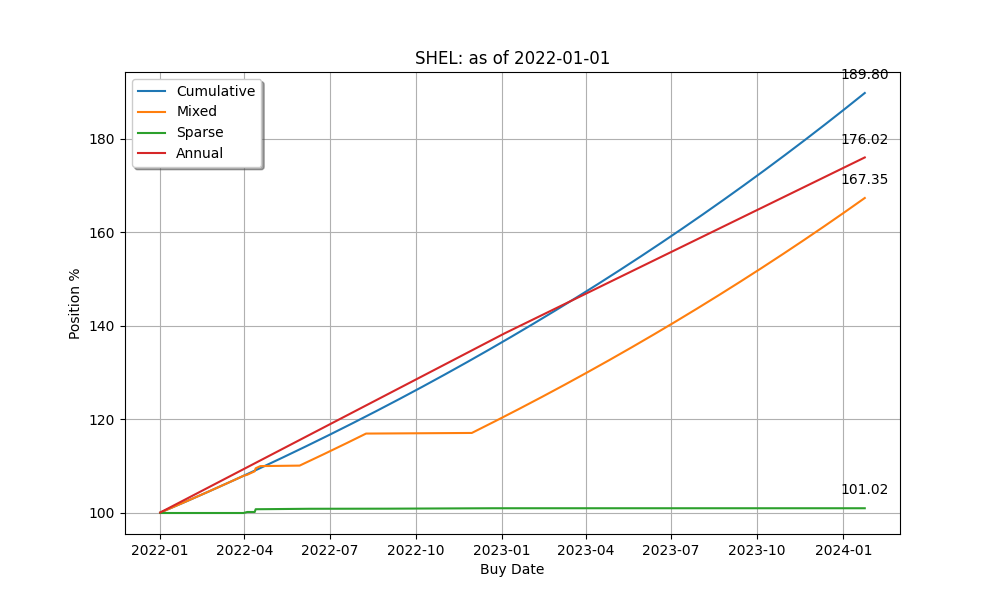 SHEL: as of 2022-01-01
Cumulative
Mixed
Sparse
Annual
189.80
176.02
167.35
101.02
Position %
180
160
140
120
100
2022-01 2022-04 2022-07 2022-10 2023-01 2023-04 2023-07 2023-10 2024-01
Buy Date